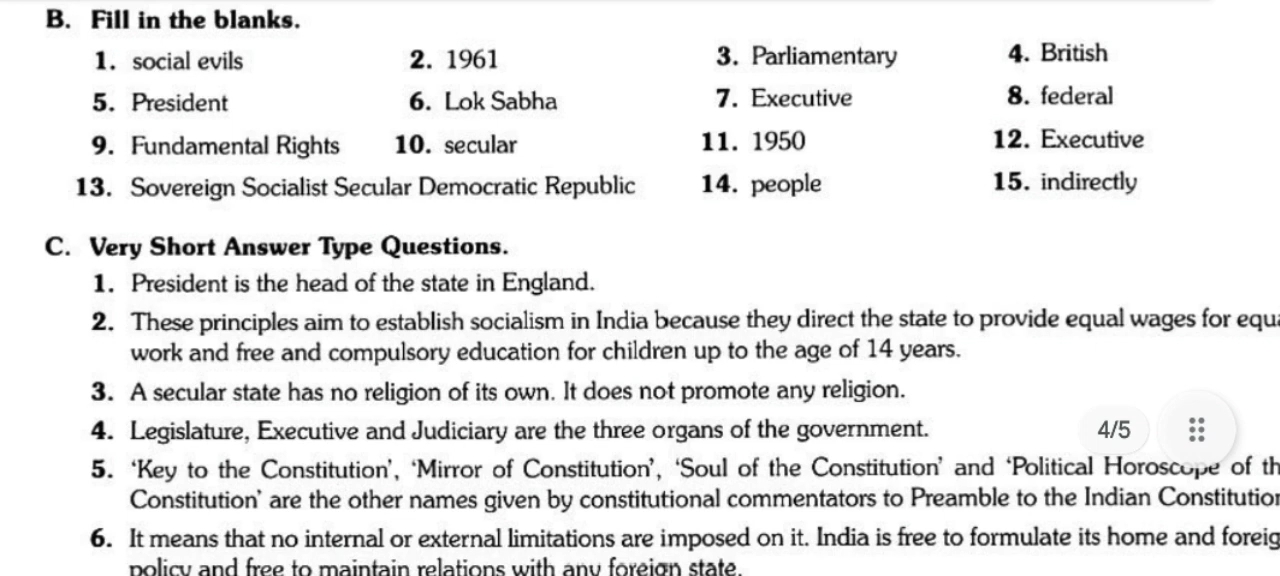 B. Fill in the blanks.
1. social evils 2. 1961 3. Parliamentary 4. British
5. President 6. Lok Sabha 7. Executive 8. federal
9. Fundamental Rights 10. secular 11. 1950 12. Executive
13. Sovereign Socialist Secular Democratic Republic 14. people 15. indirectly
C. Very Short Answer Type Questions.
1. President is the head of the state in England.
2. These principles aim to establish socialism in India because they direct the state to provide equal wages for
work and free and compulsory education for children up to the age of 14 years.
3. A secular state has no religion of its own. It does not promote any religion.
4. Legislature, Executive and Judiciary are the three organs of the government.
4/5
5. ‘Key to the Constitution’, ‘Mirror of Constitution’, ‘Soul of the Constitution’ and ‘Political Horoscope of
Constitution’ are the other names given by constitutional commentators to Preamble to the Indian
6. It means that no internal or external limitations are imposed on it. India is free to formulate its home and
policy and free to maintain relations with any foreign state.